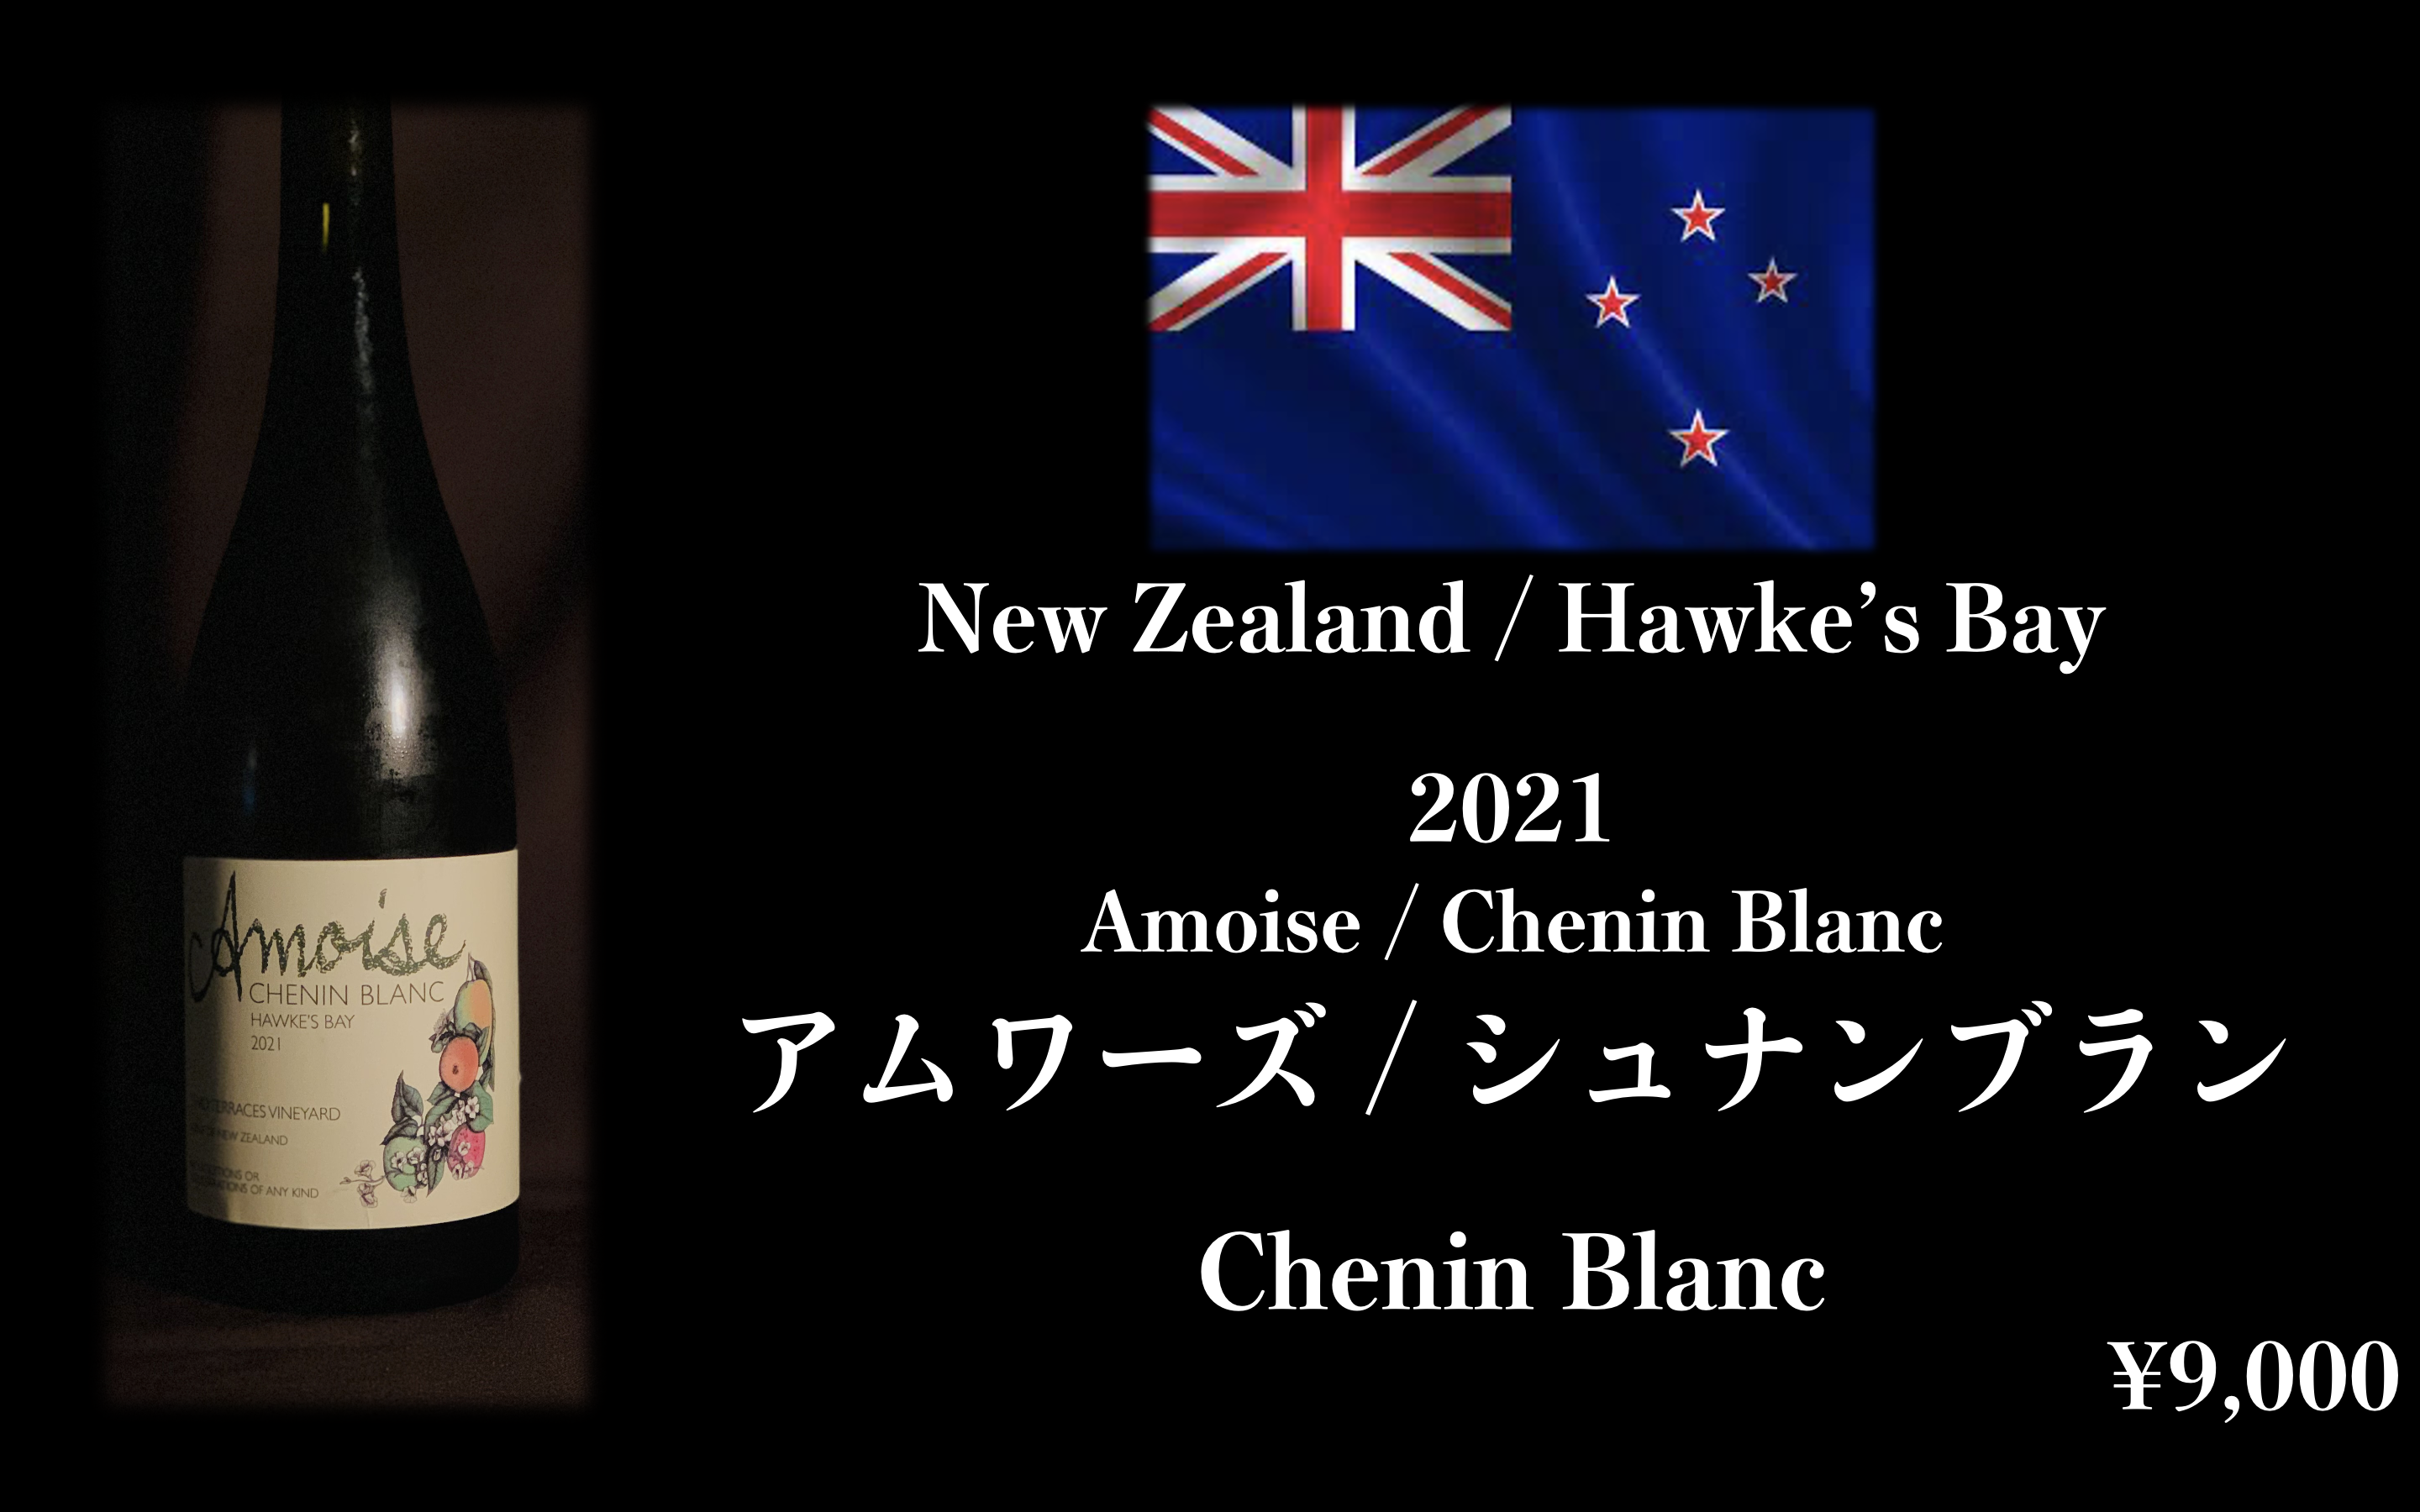 New Zealand / Hawke’s Bay
2021
Amoise / Chenin Blanc
アムワーズ / シュナンブラン
Chenin Blanc
¥9,000
Amoise
CHENIN BLANC
HAWKE'S BAY
2021
TERRACES VINEYARD
NEW ZEALAND
OR
OF ANY KIND